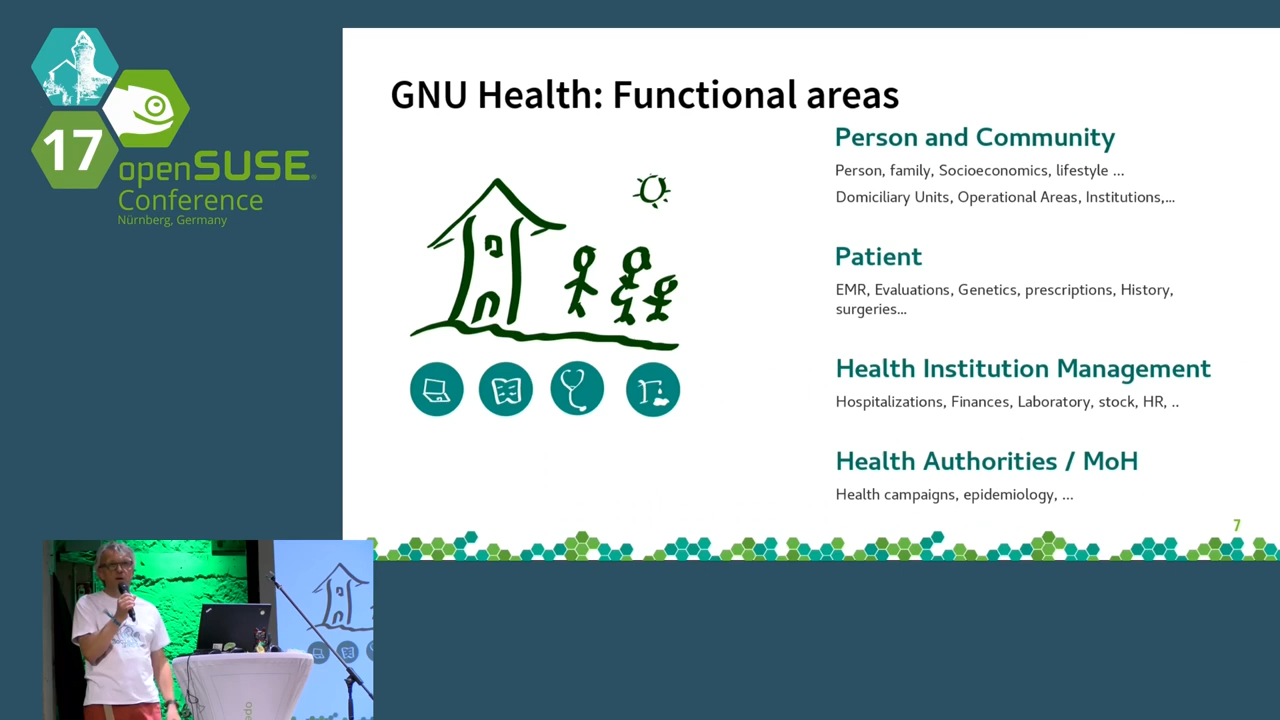 17
openSUSE
Conference
Nürnberg, Germany
GNU Health: Functional areas
Person and Community
Person, family, Socioeconomics, lifestyle ...
Domiciliary Units, Operational Areas, Institutions,...
Patient
EMR, Evaluations, Genetics, prescriptions, History,
surgeries...
Health Institution Management
Hospitalizations, Finances, Laboratory, stock, HR, ..
Health Authorities / MoH
Health campaigns, epidemiology, ...
7